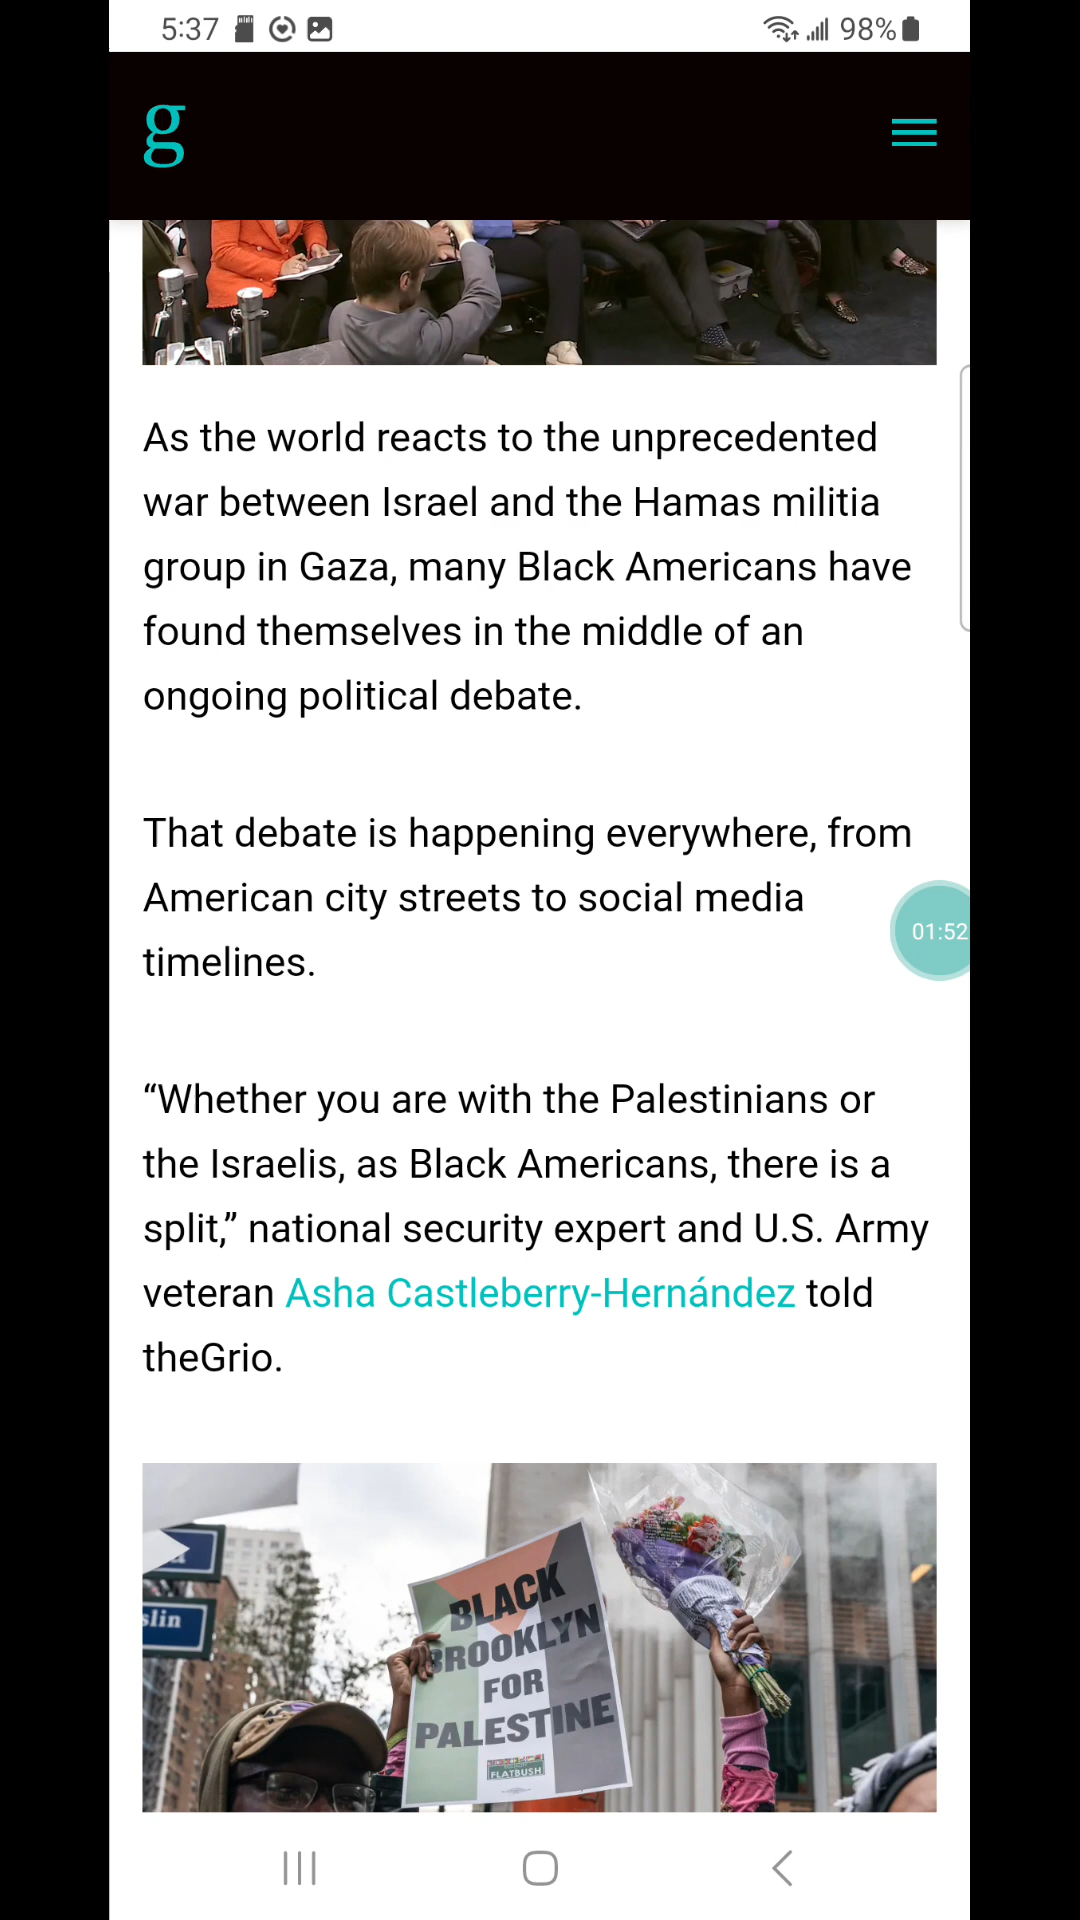 5:37
98%
g
As the world reacts to the unprecedented
war between Israel and the Hamas militia
group in Gaza, many Black Americans have
found themselves in the middle of an
ongoing political debate.
That debate is happening everywhere, from
American city streets to social media
timelines.
01:52
“Whether you are with the Palestinians or
the Israelis, as Black Americans, there is a
split,” national security expert and U.S. Army
veteran Asha Castleberry-Hernández told
theGrio.
slin
BLACK
BROOKLYN
FOR
PALESTINE
FLATBUSH